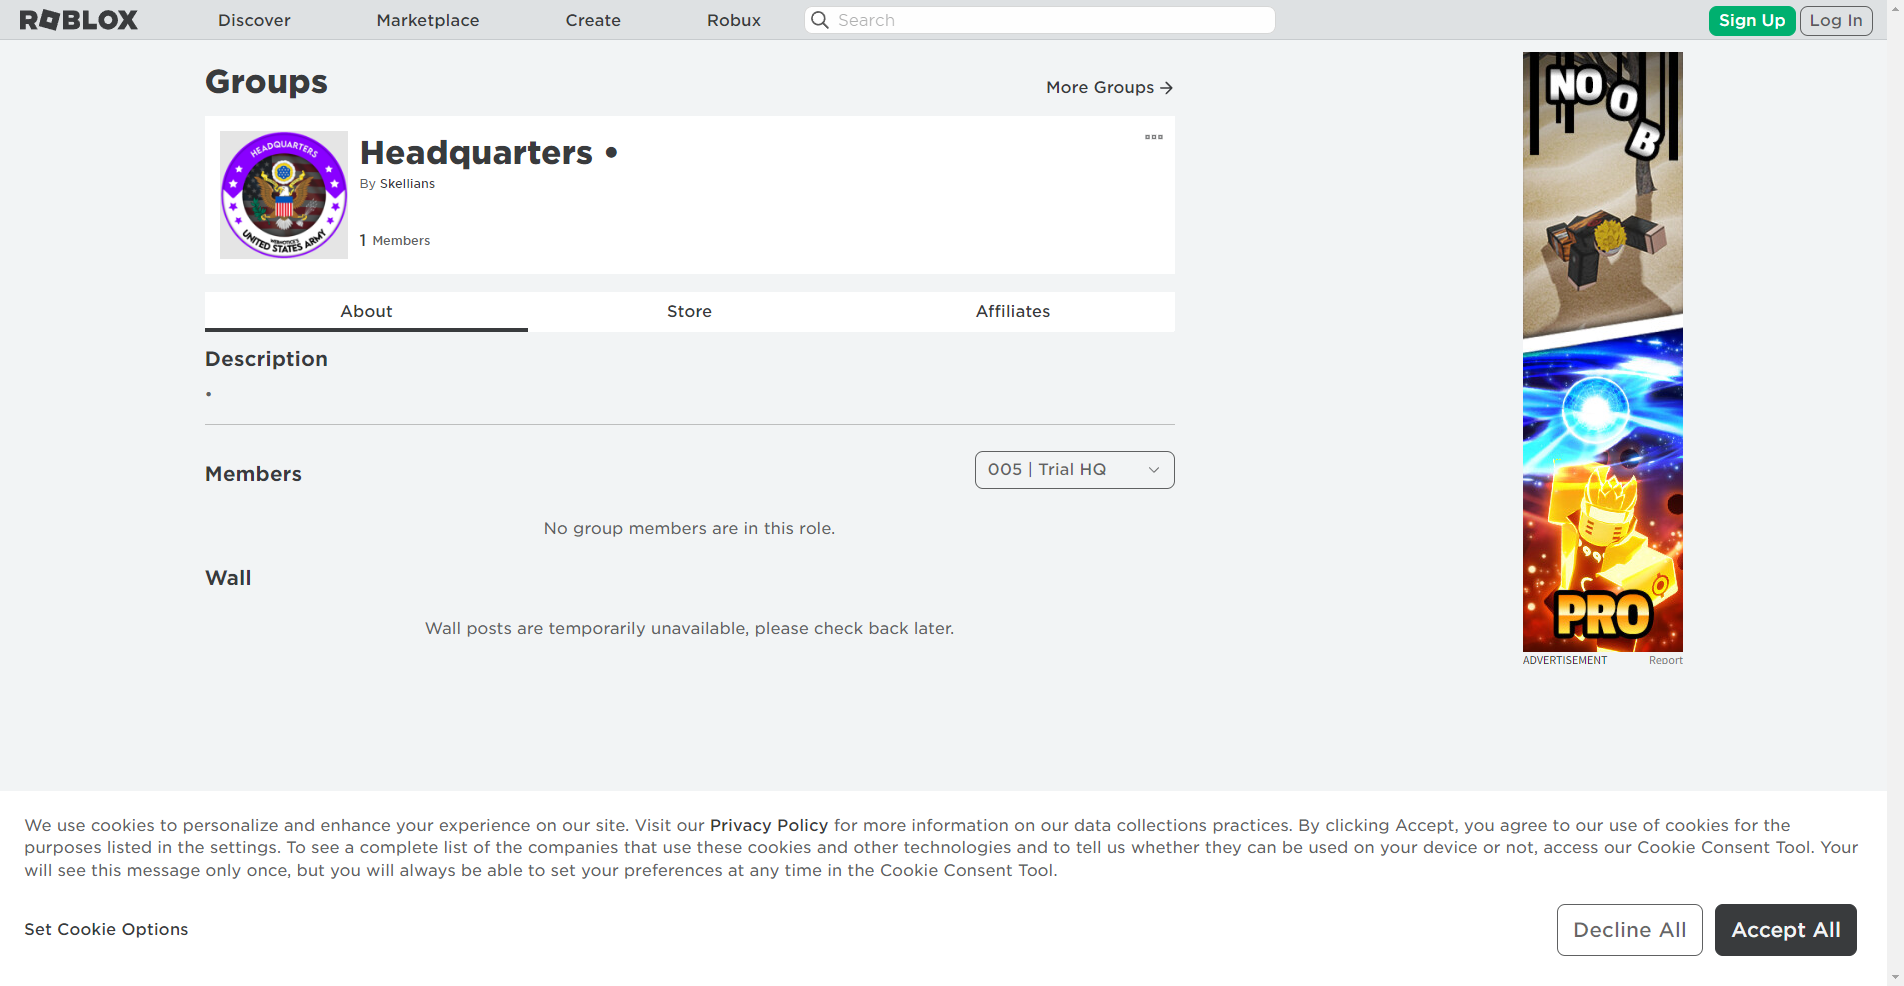 ROBLOX
Discover
Marketplace
Create
Robux
Search
Sign Up
Log In
Groups
More Groups
HEADQUARTERS
UNITED STATES ARMY
Headquarters •
By Skellians
1 Members
About
Store
Affiliates
Description
•
Members
005 | Trial HQ
No group members are in this role.
Wall
Wall posts are temporarily unavailable, please check back later.
NOOB
PRO
ADVERTISEMENT
Report
We use cookies to personalize and enhance your experience on our site. Visit our Privacy Policy for more information on our data collections practices. By clicking Accept, you agree to our use of cookies for the
purposes listed in the settings. To see a complete list of the companies that use these cookies and other technologies and to tell us whether they can be used on your device or not, access our Cookie Consent Tool. Your
will see this message only once, but you will always be able to set your preferences at any time in the Cookie Consent Tool.
Set Cookie Options
Decline All
Accept All